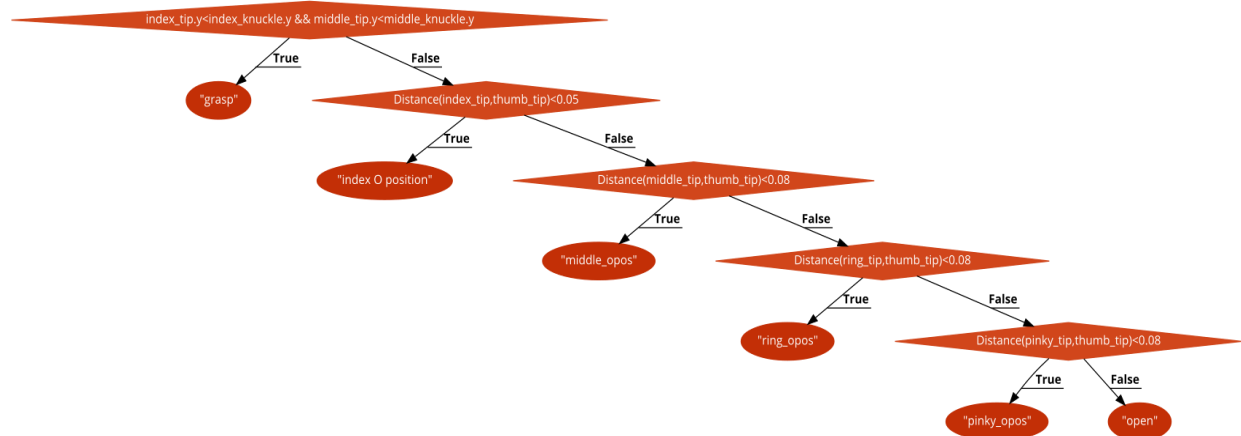 index_tip.y<index_knuckle.y && middle_tip.y<middle_knuckle.y
True
False
"grasp"
Distance(index_tip,thumb_tip)<0.05
True
False
"index O position"
Distance(middle_tip,thumb_tip)<0.08
True
False
"middle_opos"
Distance(ring_tip,thumb_tip)<0.08
True
False
"ring_opos"
Distance(pinky_tip,thumb_tip)<0.08
True
False
"pinky_opos"
"open"